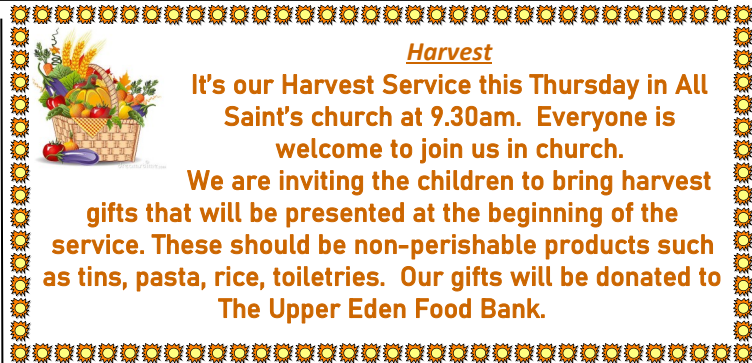 Harvest
It's our Harvest Service this Thursday in All
Saint's church at 9.30am.  Everyone is
welcome to join us in church.
We are inviting the children to bring harvest
gifts that will be presented at the beginning of the
service. These should be non-perishable products such
as tins, pasta, rice, toiletries.  Our gifts will be donated to
The Upper Eden Food Bank.